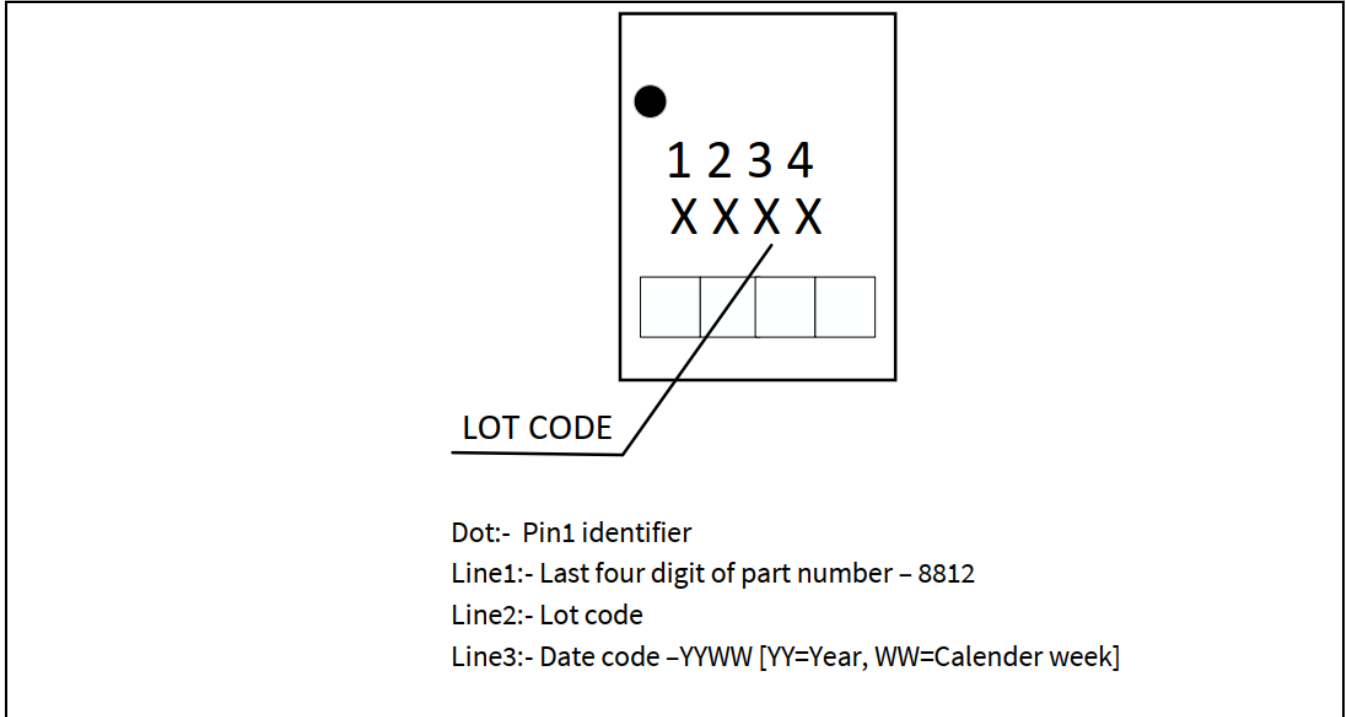 1 2 3 4
X X X X
LOT CODE
Dot:- Pin1 identifier
Line1:- Last four digit of part number – 8812
Line2:- Lot code
Line3:- Date code –YYWW [YY=Year, WW=Calender week]